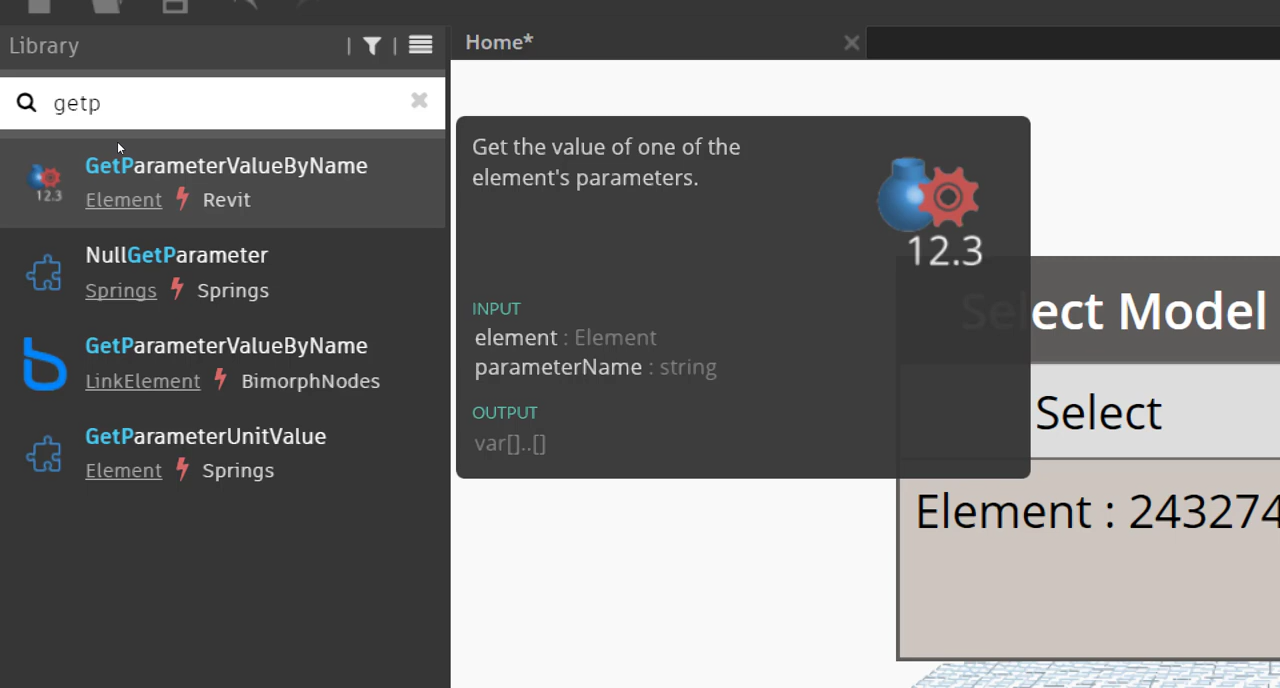 Library
getp
GetParameterValueByName
12.3
Element Revit
NullGetParameter
Springs Springs
GetParameterValueByName
LinkElement BimorphNodes
GetParameterUnitValue
Element Springs
Home*
Get the value of one of the
element's parameters.
12.3
INPUT
element : Element
parameterName : string
OUTPUT
var[]..[]
Select Model
Select
Element : 243274